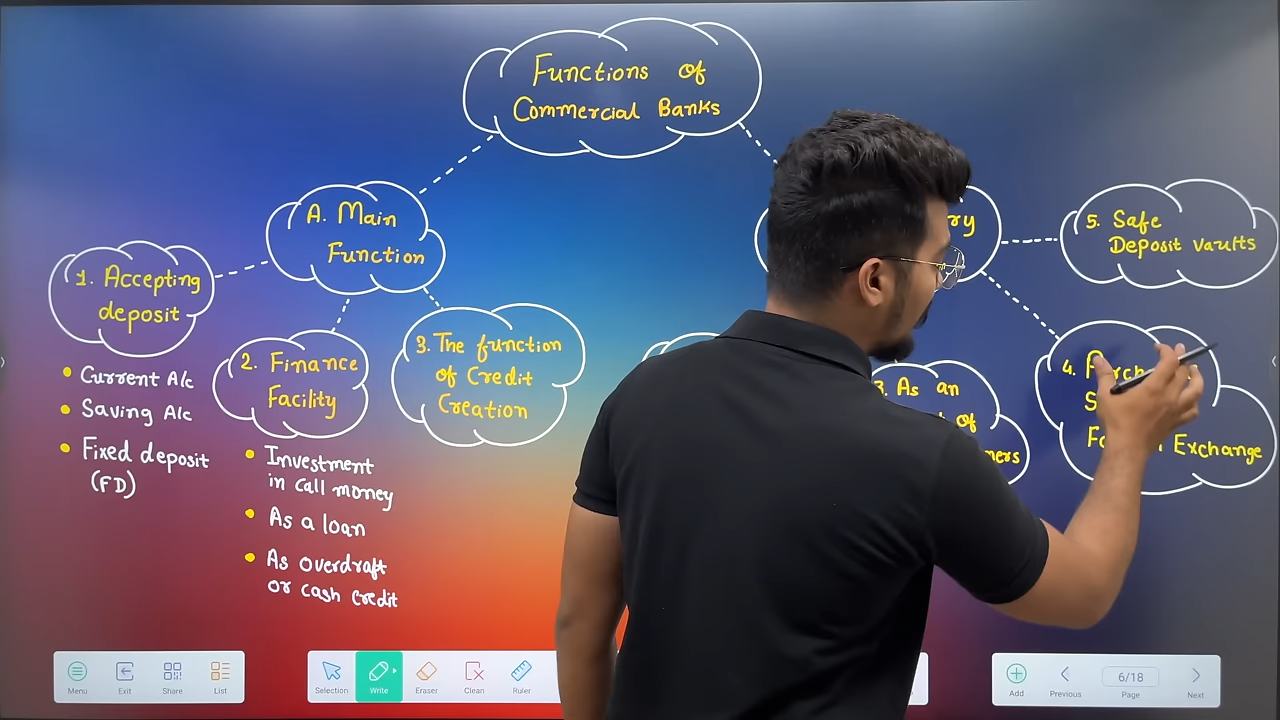 Functions of
Commercial Banks
A. Main
Function
1. Accepting
deposit
• Current A/c
• Saving A/c
• Fixed deposit
(FD)
2. Finance
Facility
• Investment
in call money
• As a loan
• As overdraft
or cash credit
3. The function
of Credit
Creation
5. Safe
Deposit vaults
4.
Exchange
3. As an
of
Menu
Exit
Share
List
Selection
Write
Eraser
Clean
Ruler
Add
Previous
6/18
Page
Next